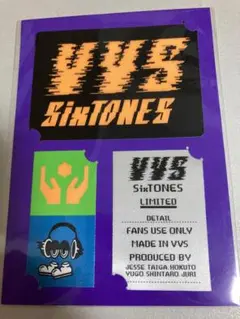 VVS
SixTONES
VVS
SixTONES
LIMITED
DETAIL
FANS USE ONLY
MADE IN VVS
PRODUCED BY
JESSE TAIGA HOKUTO
YUGO SHINTARO JURI